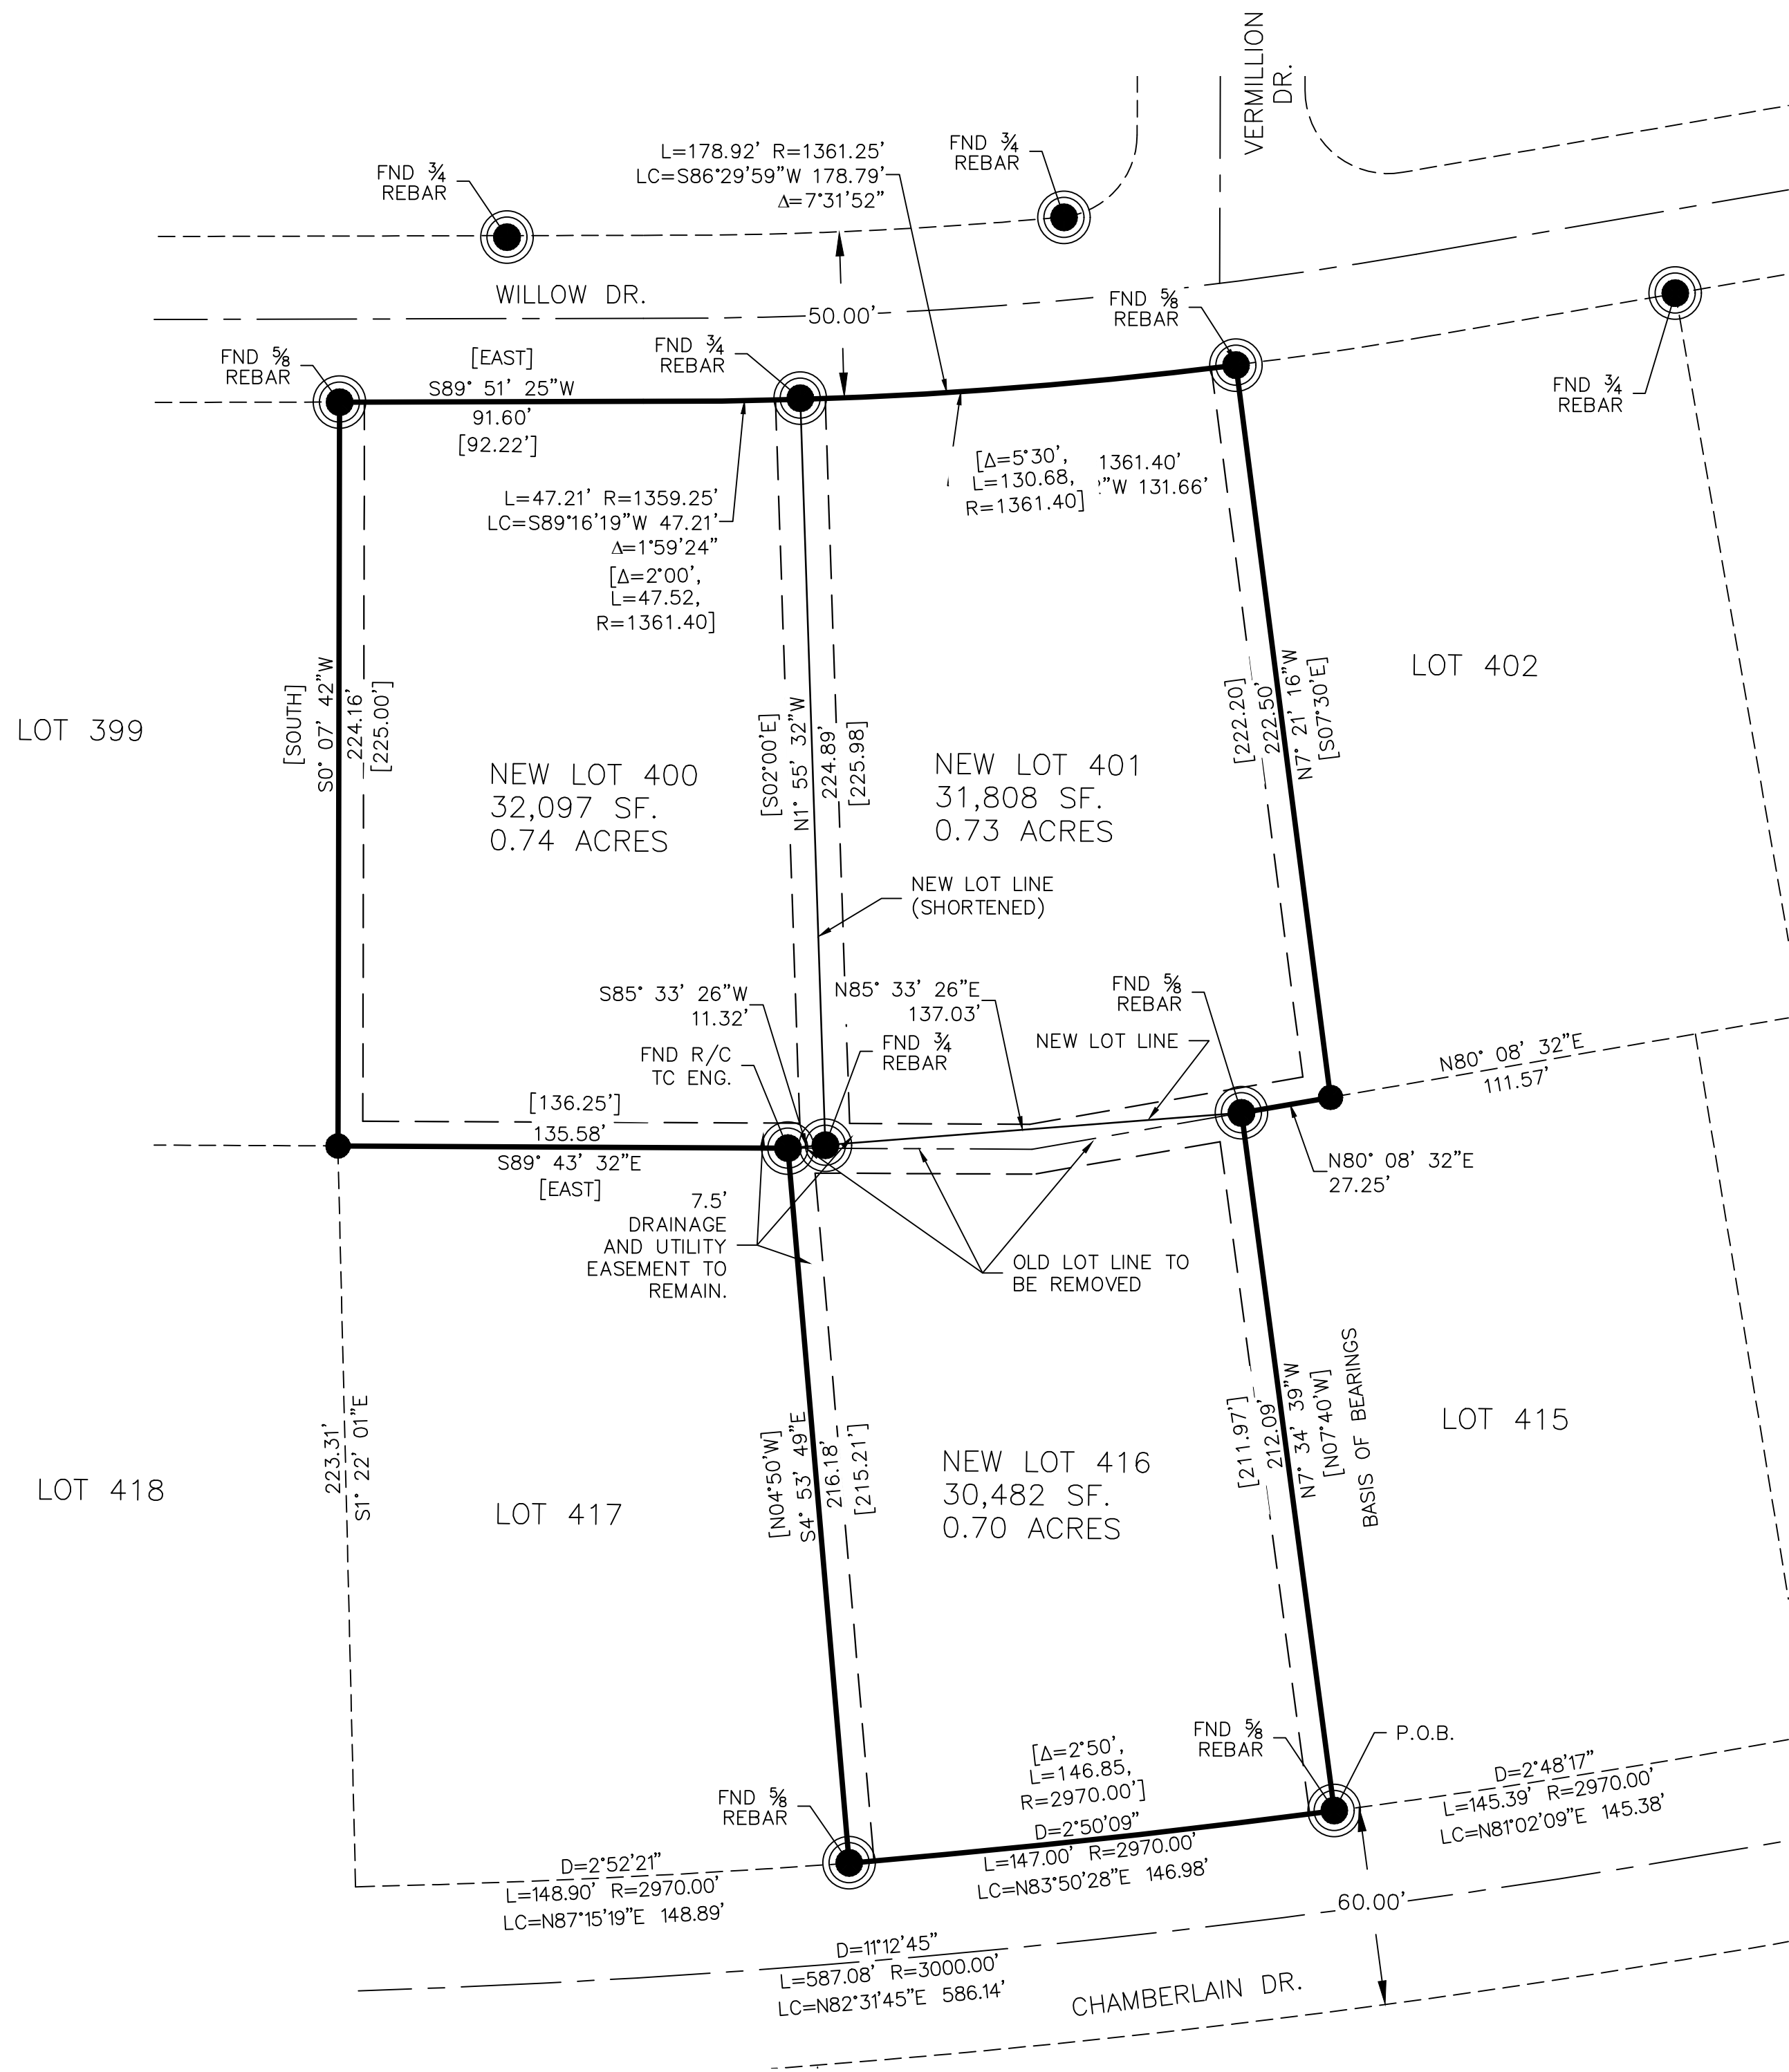 VERMILLION
DR.
L=178.92' R=1361.25'
LC=S86°29'59"W 178.79'
Δ=7°31'52"
FND ¾
REBAR
FND ¾
REBAR
WILLOW DR.
50.00'
FND ⅝
REBAR
FND ⅝
REBAR
[EAST]
S89° 51' 25"W
91.60'
[92.22']
FND ¾
REBAR
FND ¾
REBAR
L=47.21' R=1359.25'
LC=S89°16'19"W 47.21'
Δ=1°59'24"
[Δ=2°00',
L=47.52,
R=1361.40]
[Δ=5°30',
L=130.68,
R=1361.40]
1361.40'
"W 131.66'
LOT 399
[SOUTH]
S0° 07' 42"W
224.16'
[225.00']
NEW LOT 400
32,097 SF.
0.74 ACRES
[S02°00'E]
N1° 55' 32"W
224.89'
[225.98]
NEW LOT 401
31,808 SF.
0.73 ACRES
[222.20]
222.50'
N7° 21' 16"W
[S07°30'E]
LOT 402
NEW LOT LINE
(SHORTENED)
S85° 33' 26"W
11.32'
N85° 33' 26"E
137.03'
FND ⅝
REBAR
FND R/C
TC ENG.
FND ¾
REBAR
NEW LOT LINE
N80° 08' 32"E
111.57'
[136.25']
135.58'
S89° 43' 32"E
[EAST]
N80° 08' 32"E
27.25'
7.5'
DRAINAGE
AND UTILITY
EASEMENT TO
REMAIN.
OLD LOT LINE TO
BE REMOVED
LOT 418
223.31'
S1° 22' 01"E
LOT 417
[N04°50'W]
S4° 53' 49"E
216.18'
[215.21']
NEW LOT 416
30,482 SF.
0.70 ACRES
[211.97']
212.09'
N7° 34' 39"W
[N07°40'W]
BASIS OF BEARINGS
LOT 415
FND ⅝
REBAR
P.O.B.
[Δ=2°50',
L=146.85,
R=2970.00']
D=2°50'09"
L=147.00' R=2970.00'
LC=N83°50'28"E 146.98'
D=2°48'17"
L=145.39' R=2970.00'
LC=N81°02'09"E 145.38'
FND ⅝
REBAR
D=2°52'21"
L=148.90' R=2970.00'
LC=N87°15'19"E 148.89'
60.00'
D=11°12'45"
L=587.08' R=3000.00'
LC=N82°31'45"E 586.14'
CHAMBERLAIN DR.